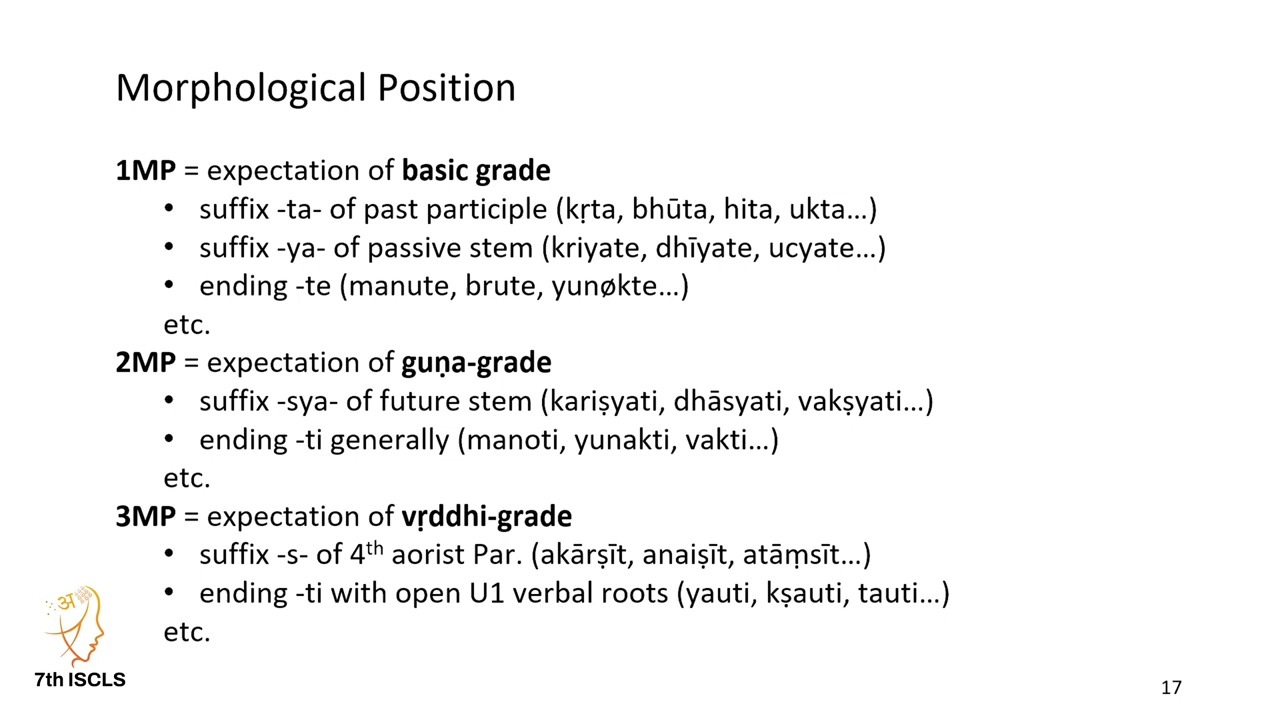 Morphological Position
1MP = expectation of basic grade
• suffix -ta- of past participle (kṛta, bhūta, hita, ukta…)
• suffix -ya- of passive stem (kriyate, dhīyate, ucyate…)
• ending -te (manute, brute, yunøkte…)
etc.
2MP = expectation of guṇa-grade
• suffix -sya- of future stem (kariṣyati, dhāsyati, vakṣyati…)
• ending -ti generally (manoti, yunakti, vakti…)
etc.
3MP = expectation of vṛddhi-grade
• suffix -s- of 4th aorist Par. (akārṣīt, anaiṣīt, atāṃsīt…)
• ending -ti with open U1 verbal roots (yauti, kṣauti, tauti…)
etc.
अ
7th ISCLS
17